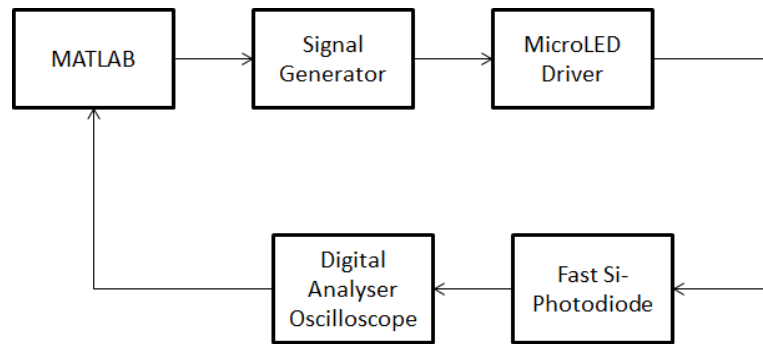 MATLAB
Signal
Generator
MicroLED
Driver
Digital
Analyser
Oscilloscope
Fast Si-
Photodiode